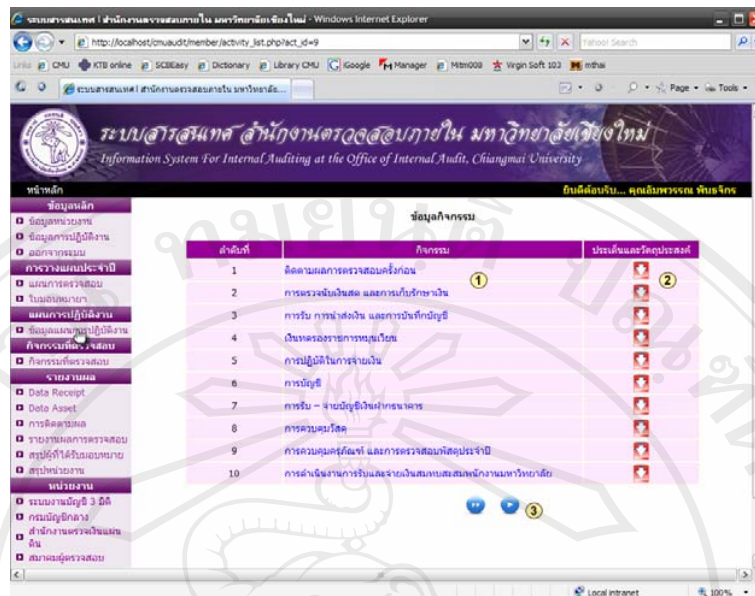 ระบบสารสนเทศ | สำนักงานตรวจสอบภายใน มหาวิทยาลัยเชียงใหม่ - Windows Internet Explorer
http://localhost/cmuaudit/member/activity_list.php?act_id=9
Yahoo! Search
Links CMU KTB online SCBEasy Dictionary Library CMU Google Manager Mitm008 Virgin Soft 103 mthai
ระบบสารสนเทศ | สำนักงานตรวจสอบภายใน มหาวิทยาลัย...
Page Tools
ระบบสารสนเทศ สำนักงานตรวจสอบภายใน มหาวิทยาลัยเชียงใหม่
Information System For Internal Auditing at the Office of Internal Audit, Chiangmai University
หน้าหลัก
ยินดีต้อนรับ... คุณอัมพวรรณ พันธจักร
ข้อมูลหลัก
ข้อมูลหน่วยงาน
ข้อมูลการปฏิบัติงาน
ออกจากระบบ
การวางแผนประจำปี
แผนการตรวจสอบ
ใบมอบหมาย
แผนการปฏิบัติงาน
ข้อมูลแผนการปฏิบัติงาน
กิจกรรมที่ตรวจสอบ
กิจกรรมที่ตรวจสอบ
รายงานผล
Data Receipt
Data Asset
การติดตามผล
รายงานผลการตรวจสอบ
สรุปผู้ที่ได้รับมอบหมาย
สรุปหน่วยงาน
หน่วยงาน
ระบบงานบัญชี 3 มิติ
กรมบัญชีกลาง
สำนักงานตรวจเงินแผ่น
ดิน
สมาคมผู้ตรวจสอบ
ข้อมูลกิจกรรม
ลำดับที่ กิจกรรม ประเด็นและวัตถุประสงค์
1 ติดตามผลการตรวจสอบครั้งก่อน 1 2
2 การตรวจนับเงินสด และการเก็บรักษาเงิน
3 การรับ การนำส่งเงิน และการบันทึกบัญชี
4 เงินทดรองราชการหมุนเวียน
5 การปฏิบัติในการจ่ายเงิน
6 การบัญชี
7 การรับ – จ่ายบัญชีเงินฝากธนาคาร
8 การควบคุมวัสดุ
9 การควบคุมครุภัณฑ์ และการตรวจสอบพัสดุประจำปี
10 การดำเนินงานการรับและจ่ายเงินสมทบสะสมพนักงานมหาวิทยาลัย
3
Local intranet 100%